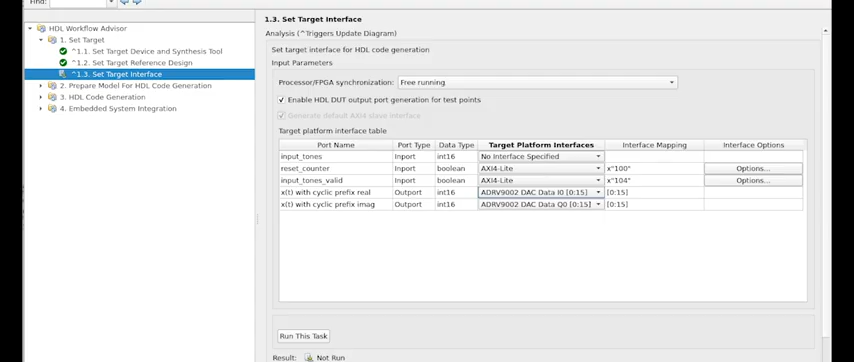 Find:
HDL Workflow Advisor
1. Set Target
^1.1. Set Target Device and Synthesis Tool
^1.2. Set Target Reference Design
^1.3. Set Target Interface
2. Prepare Model For HDL Code Generation
3. HDL Code Generation
4. Embedded System Integration
1.3. Set Target Interface
Analysis (^Triggers Update Diagram)
Set target interface for HDL code generation
Input Parameters
Processor/FPGA synchronization: Free running
Enable HDL DUT output port generation for test points
Generate default AXI4 slave interface
Target platform interface table
Port Name Port Type Data Type Target Platform Interfaces Interface Mapping Interface Options
input_tones Inport int16 No Interface Specified
reset_counter Inport boolean AXI4-Lite x"100" Options...
input_tones_valid Inport boolean AXI4-Lite x"104" Options...
x(t) with cyclic prefix real Outport int16 ADRV9002 DAC Data I0 [0:15] [0:15]
x(t) with cyclic prefix imag Outport int16 ADRV9002 DAC Data Q0 [0:15] [0:15]
Run This Task
Result: Not Run